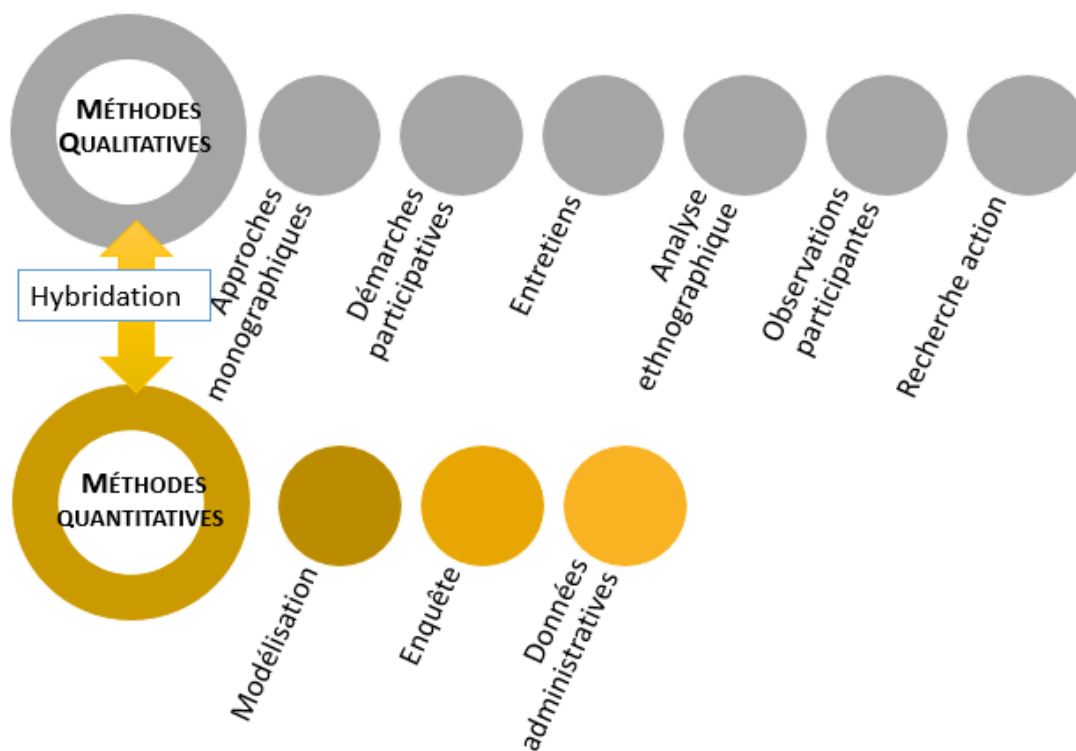 MÉTHODES
QUALITATIVES
Approches
monographiques
Démarches
participatives
Entretiens
Analyse
ethnographique
Observations
participantes
Recherche action
Hybridation
MÉTHODES
QUANTITATIVES
Modélisation
Enquête
Données
administratives